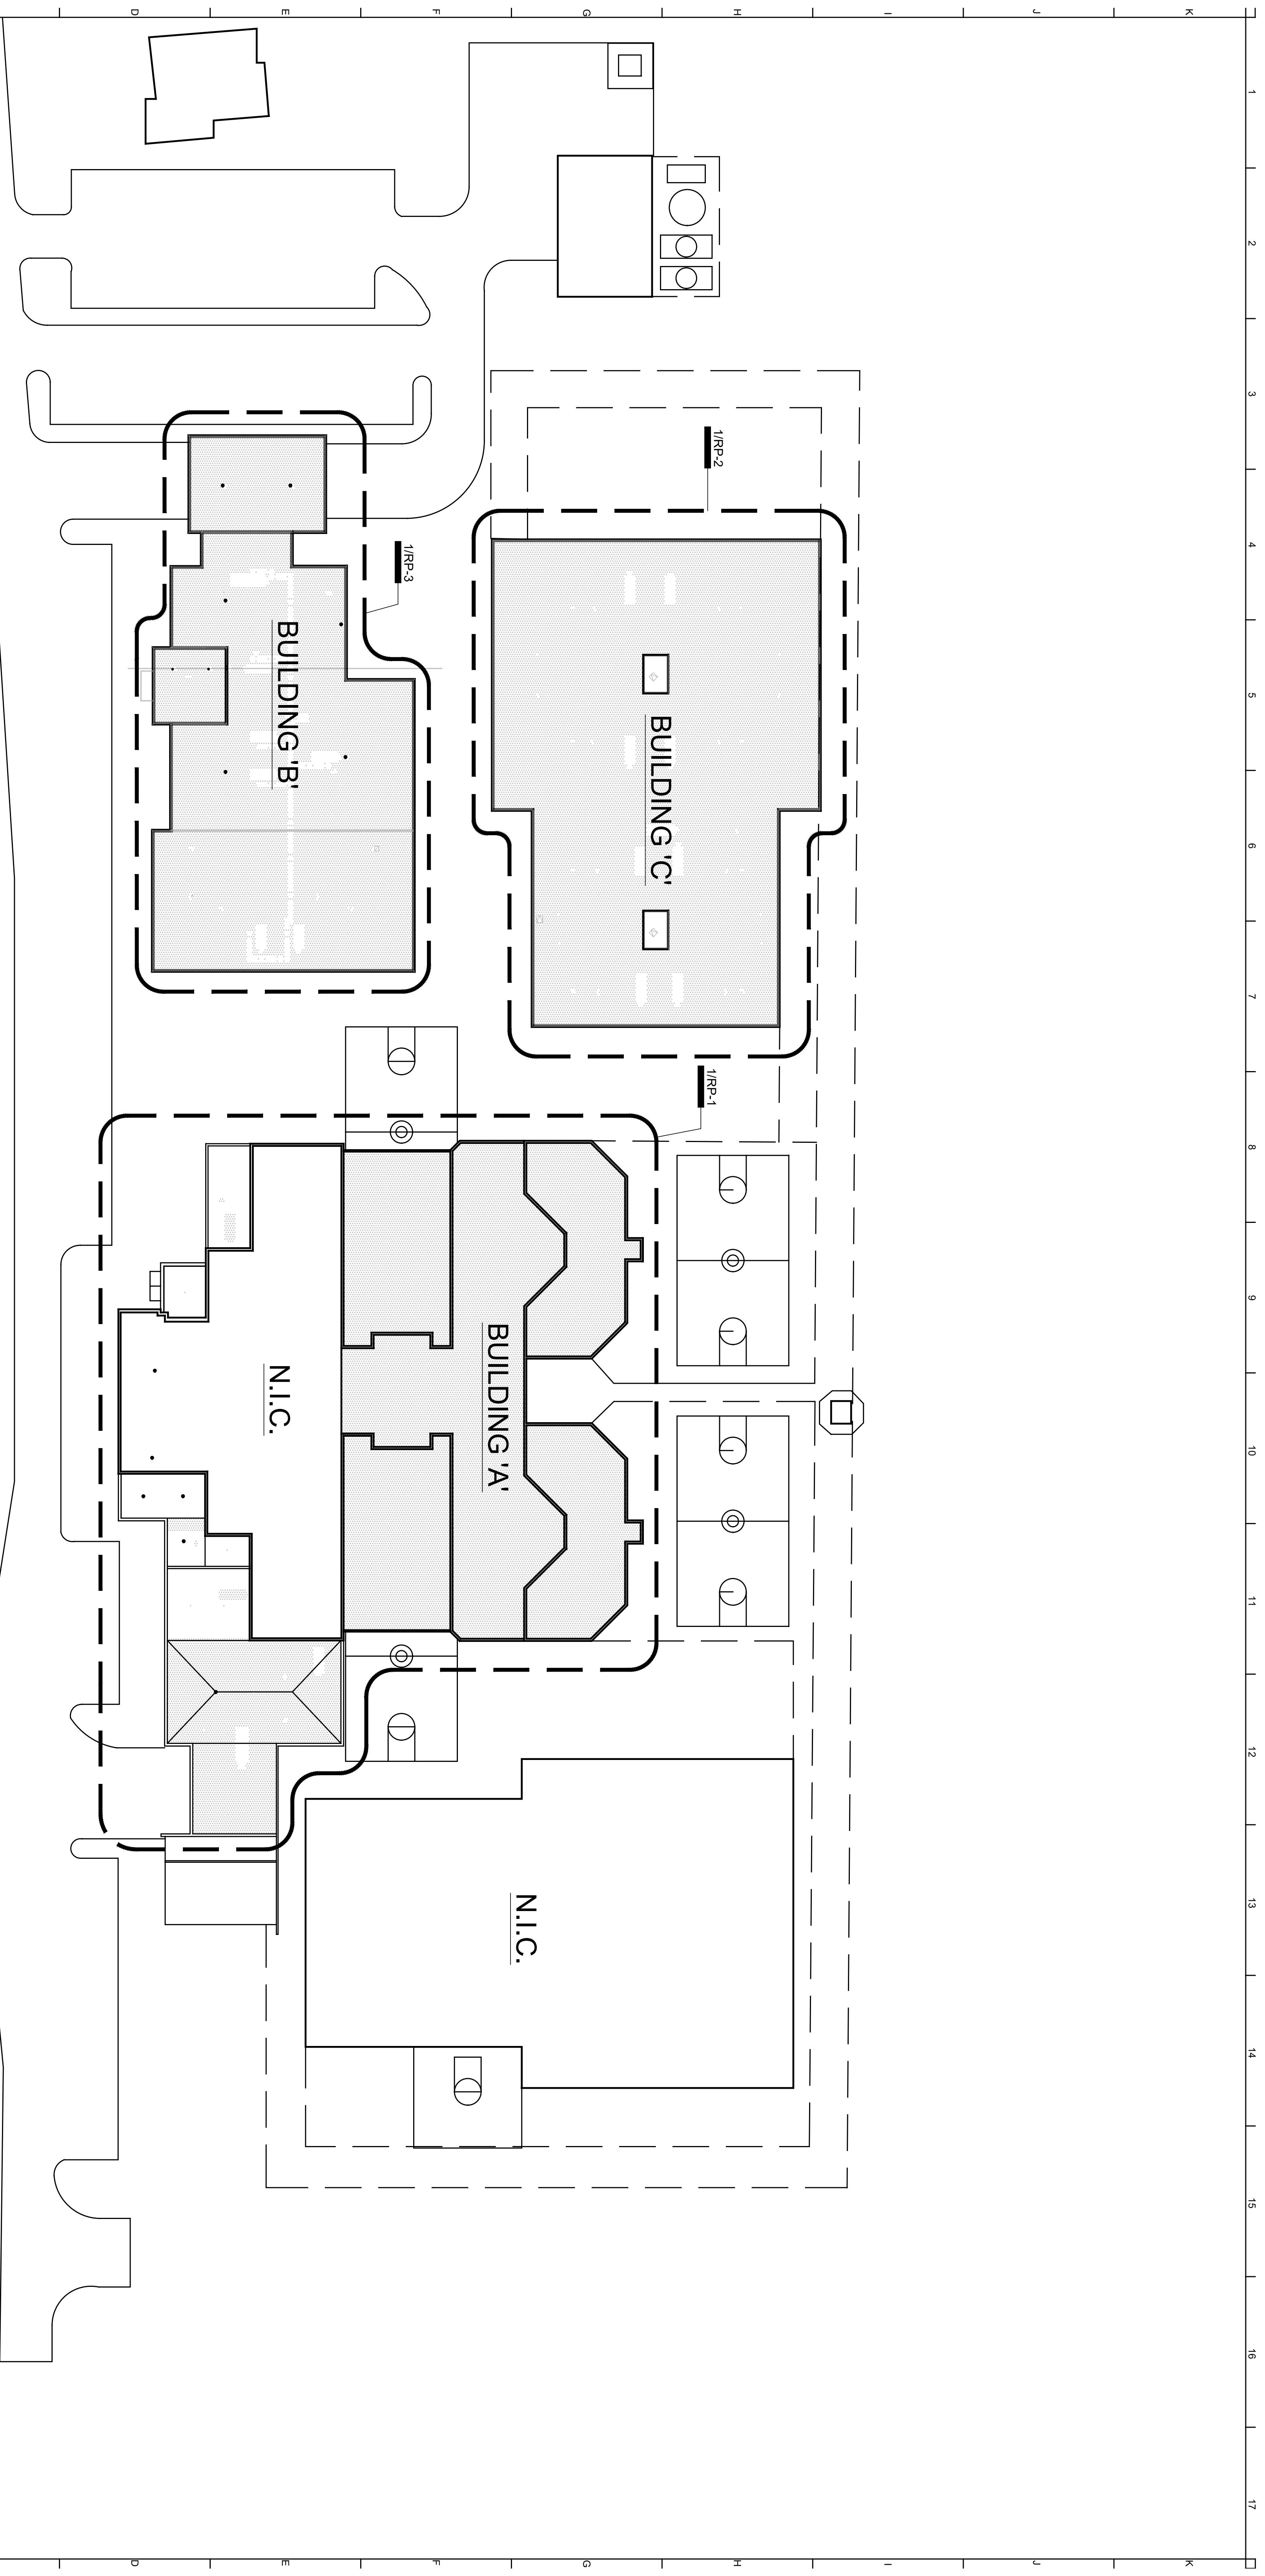 D
E
F
G
H
I
J
K
1
2
3
4
5
6
7
8
9
10
11
12
13
14
15
16
17
1/RP-2
1/RP-3
BUILDING 'B'
BUILDING 'C'
1/RP-1
BUILDING 'A'
N.I.C.
N.I.C.
D
E
F
G
H
I
J
K